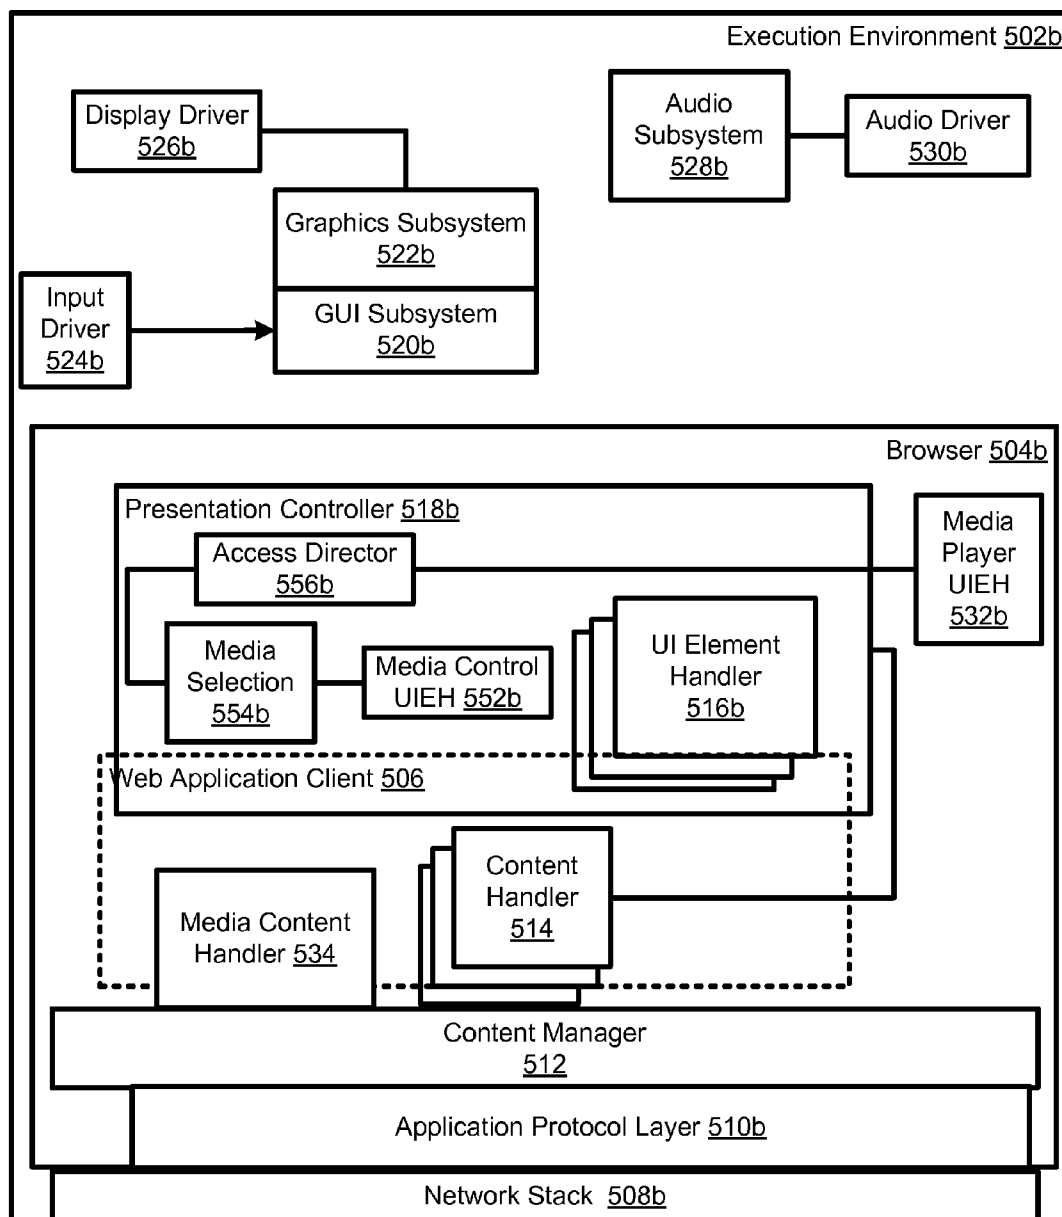 Execution Environment 502b
Display Driver
526b
Audio
Subsystem
528b
Audio Driver
530b
Graphics Subsystem
522b
Input
Driver
524b
GUI Subsystem
520b
Browser 504b
Presentation Controller 518b
Access Director
556b
Media
Player
UIEH
532b
Media
Selection
554b
Media Control
UIEH 552b
UI Element
Handler
516b
Web Application Client 506
Content
Handler
514
Media Content
Handler 534
Content Manager
512
Application Protocol Layer 510b
Network Stack 508b